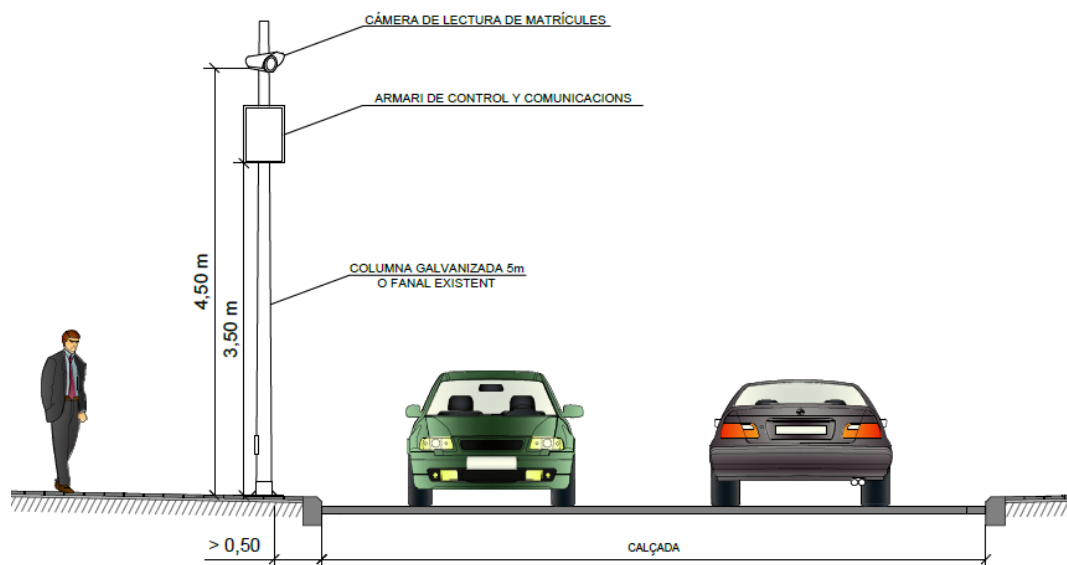 CÁMERA DE LECTURA DE MATRÍCULES
ARMARI DE CONTROL Y COMUNICACIONS
COLUMNA GALVANIZADA 5m
O FANAL EXISTENT
4,50 m
3,50 m
> 0,50
CALÇADA